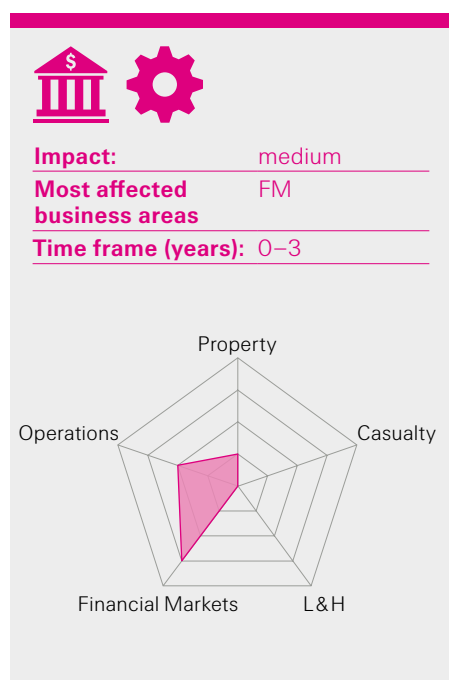 $
Impact: medium
Most affected FM
business areas
Time frame (years): 0–3
Property
Operations Casualty
Financial Markets L&H